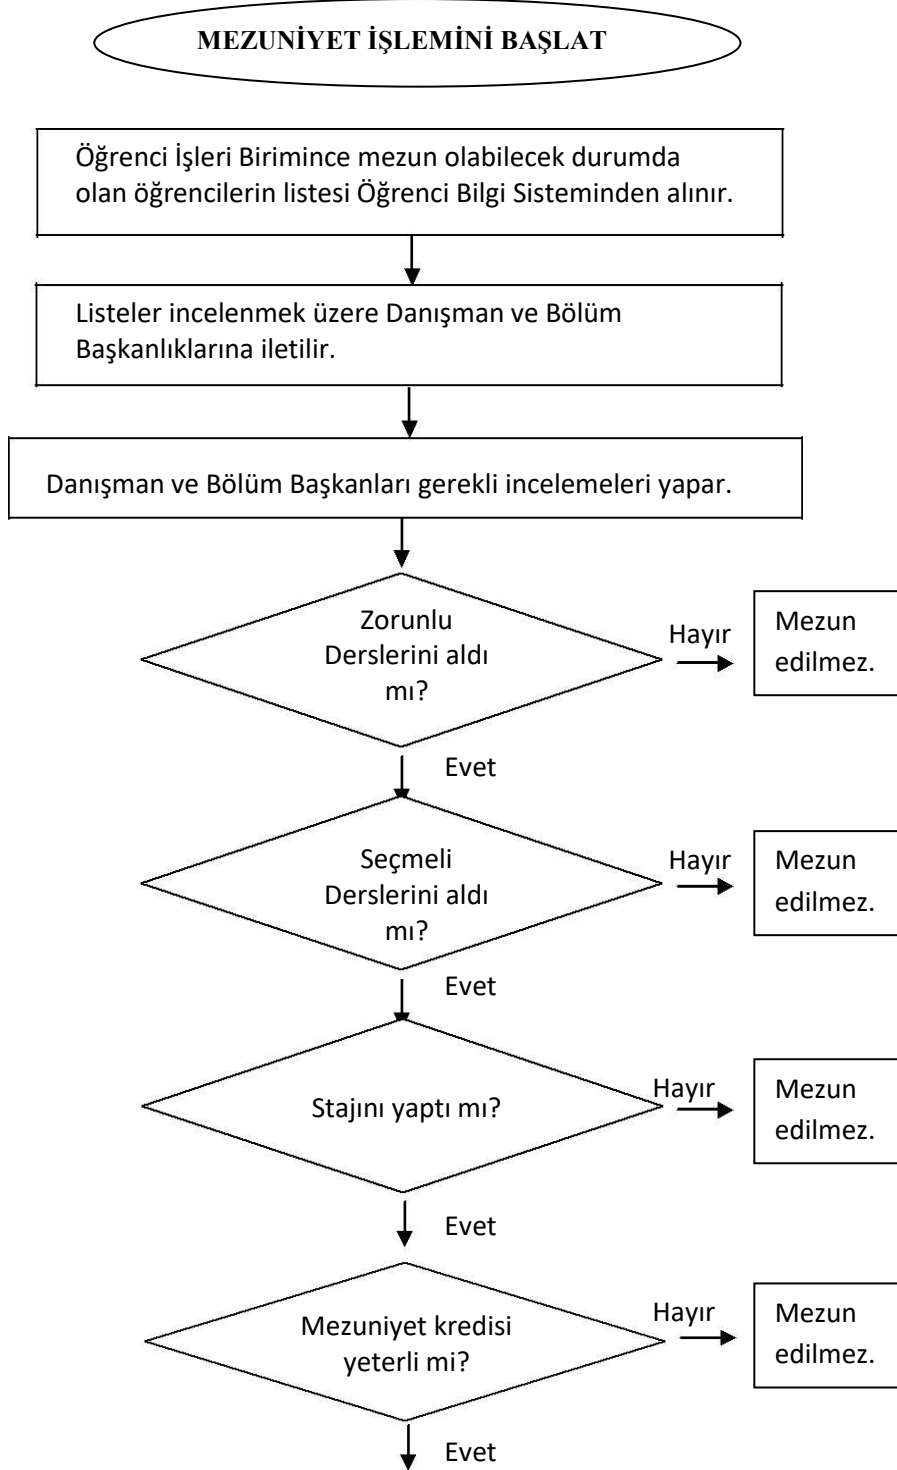 MEZUNİYET İŞLEMİNİ BAŞLAT
Öğrenci İşleri Birimince mezun olabilecek durumda
olan öğrencilerin listesi Öğrenci Bilgi Sisteminden alınır.
Listeler incelenmek üzere Danışman ve Bölüm
Başkanlıklarına iletilir.
Danışman ve Bölüm Başkanları gerekli incelemeleri yapar.
Zorunlu
Derslerini aldı
mı?
Hayır
Mezun
edilmez.
Evet
Seçmeli
Derslerini aldı
mı?
Hayır
Mezun
edilmez.
Evet
Stajını yaptı mı?
Hayır
Mezun
edilmez.
Evet
Mezuniyet kredisi
yeterli mi?
Hayır
Mezun
edilmez.
Evet